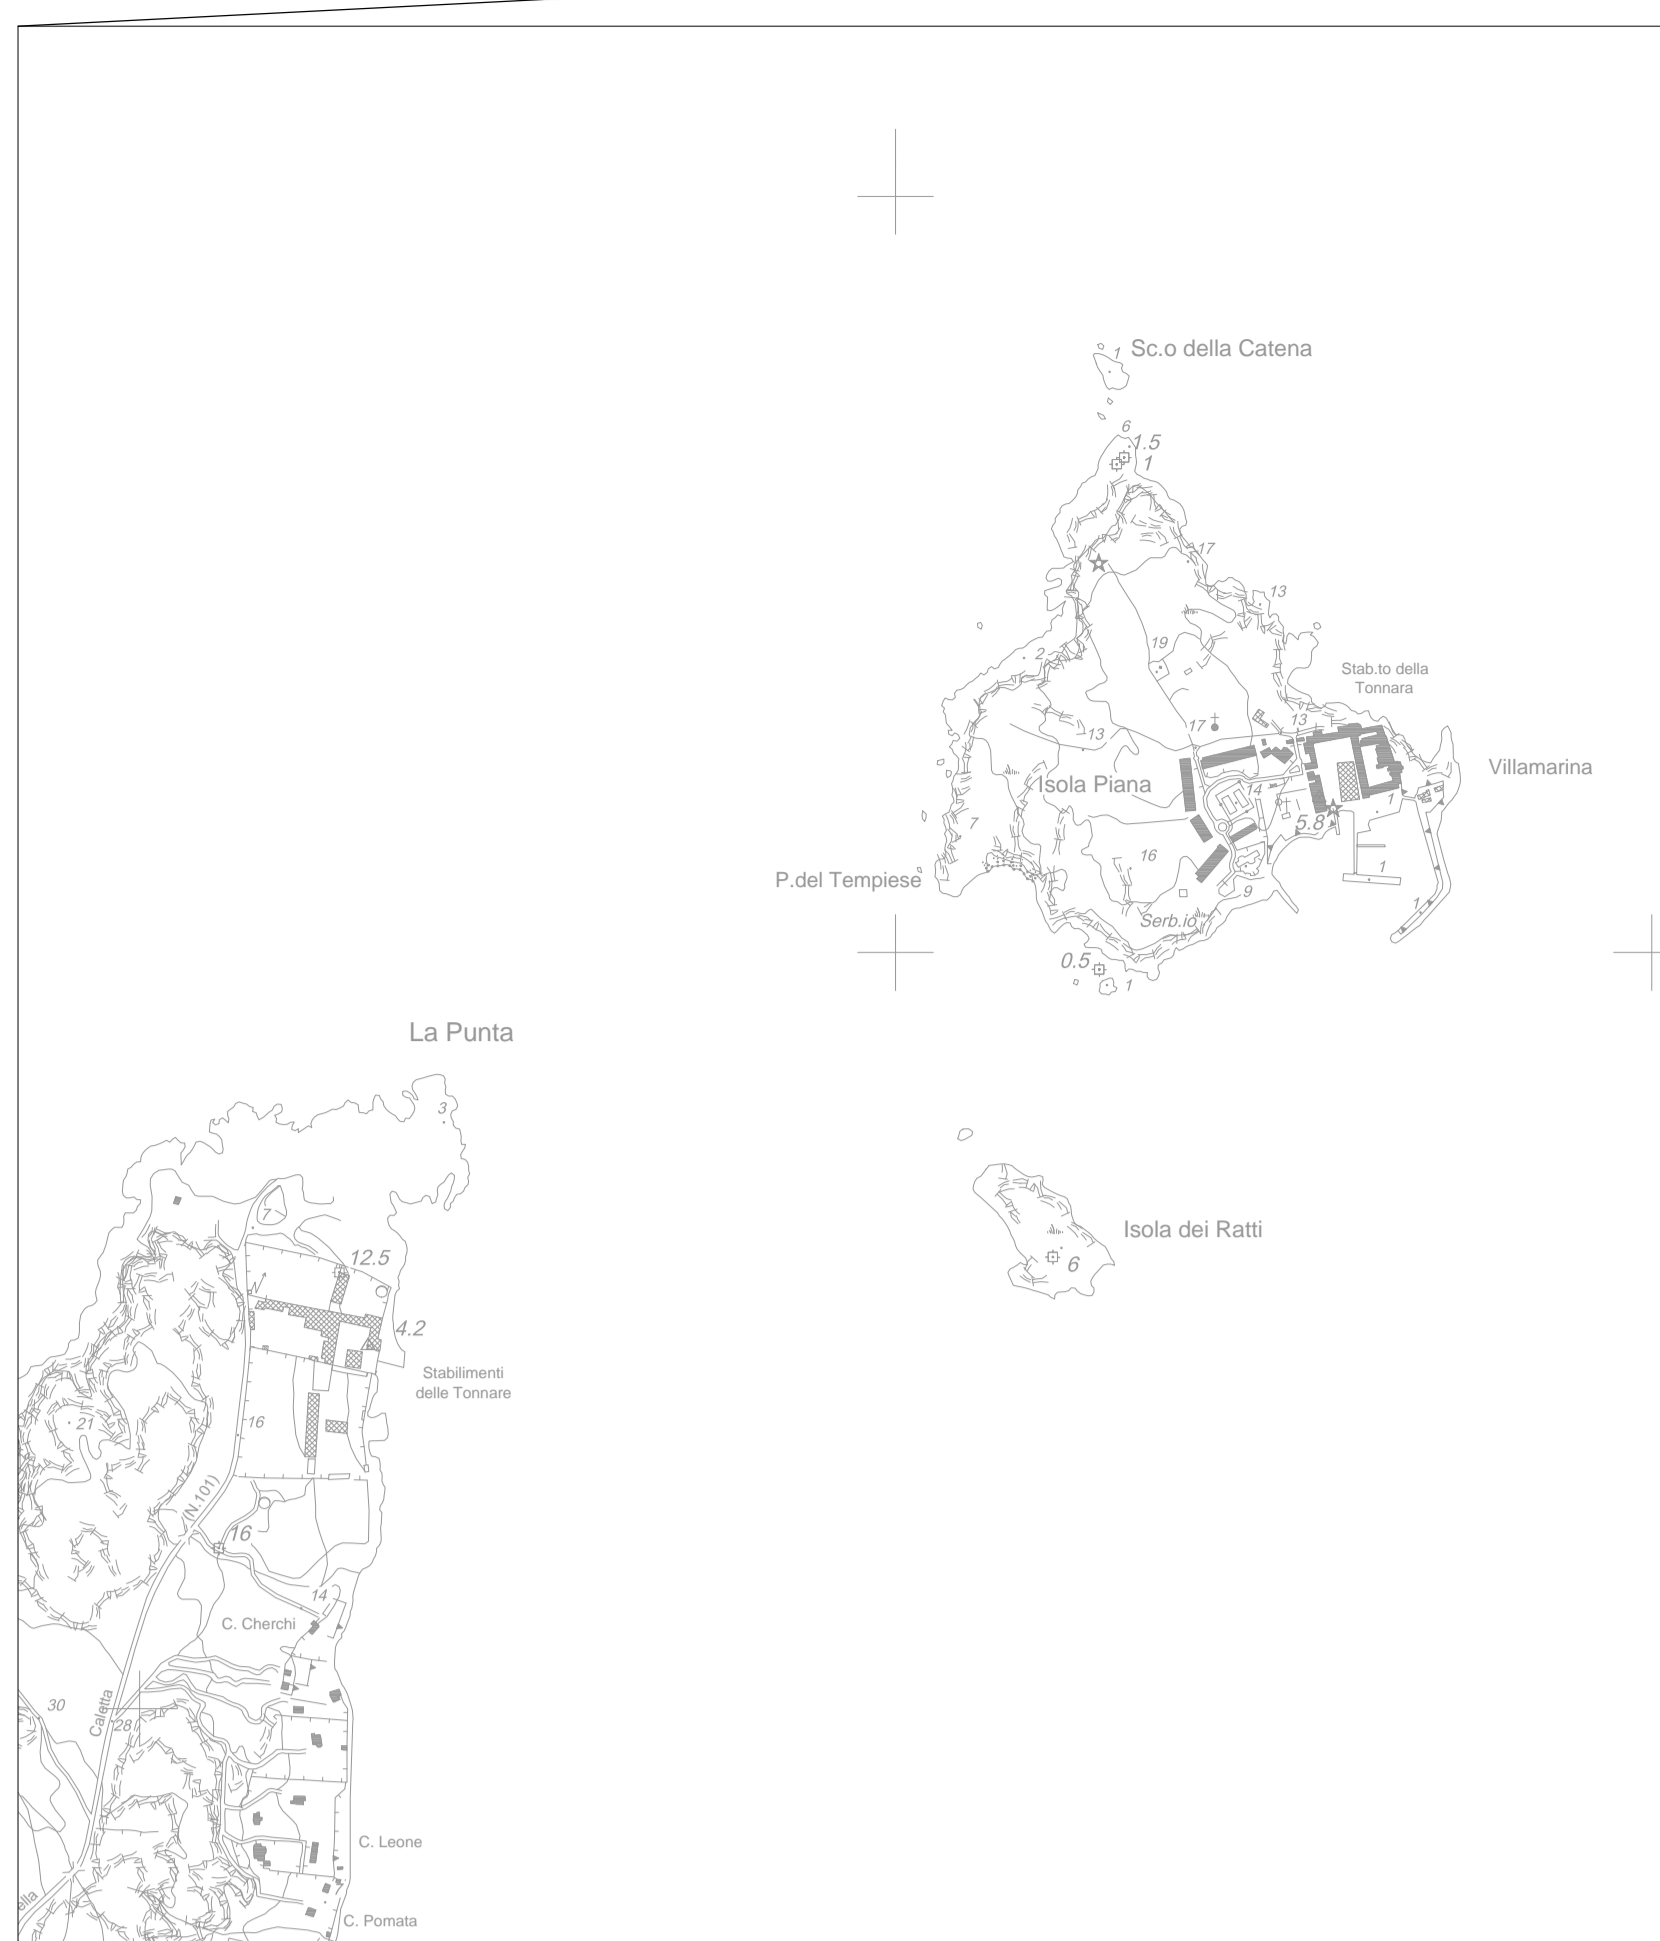 1
Sc.o della Catena
6
1.5
1
17
13
19
2
Stab.to della
Tonnara
17
13
13
Villamarina
Isola Piana
14
1
5.8
7
16
1
P.del Tempiese
9
1
Serb.io
0.5
1
La Punta
3
7
Isola dei Ratti
12.5
6
N
4.2
Stabilimenti
delle Tonnare
16
21
(N.101)
16
14
C. Cherchi
30
Caletta
28
C. Leone
ella
7
C. Pomata